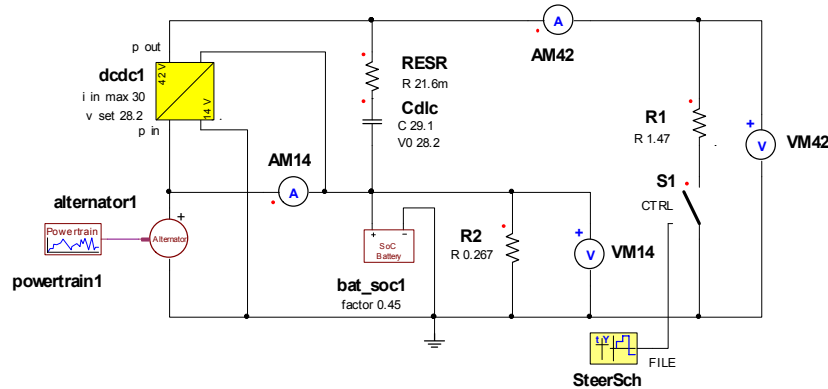 p out
dcdc1
42 V
14 V
i in max 30
v set 28.2
p in
RESR
R 21.6m
Cdlc
C 29.1
V0 28.2
A
AM42
R1
R 1.47
+
V
VM42
AM14
A
S1
CTRL
alternator1
+
Powertrain
Alternator
powertrain1
+ −
SoC
Battery
bat_soc1
factor 0.45
R2
R 0.267
+
V
VM14
t Y
FILE
SteerSch